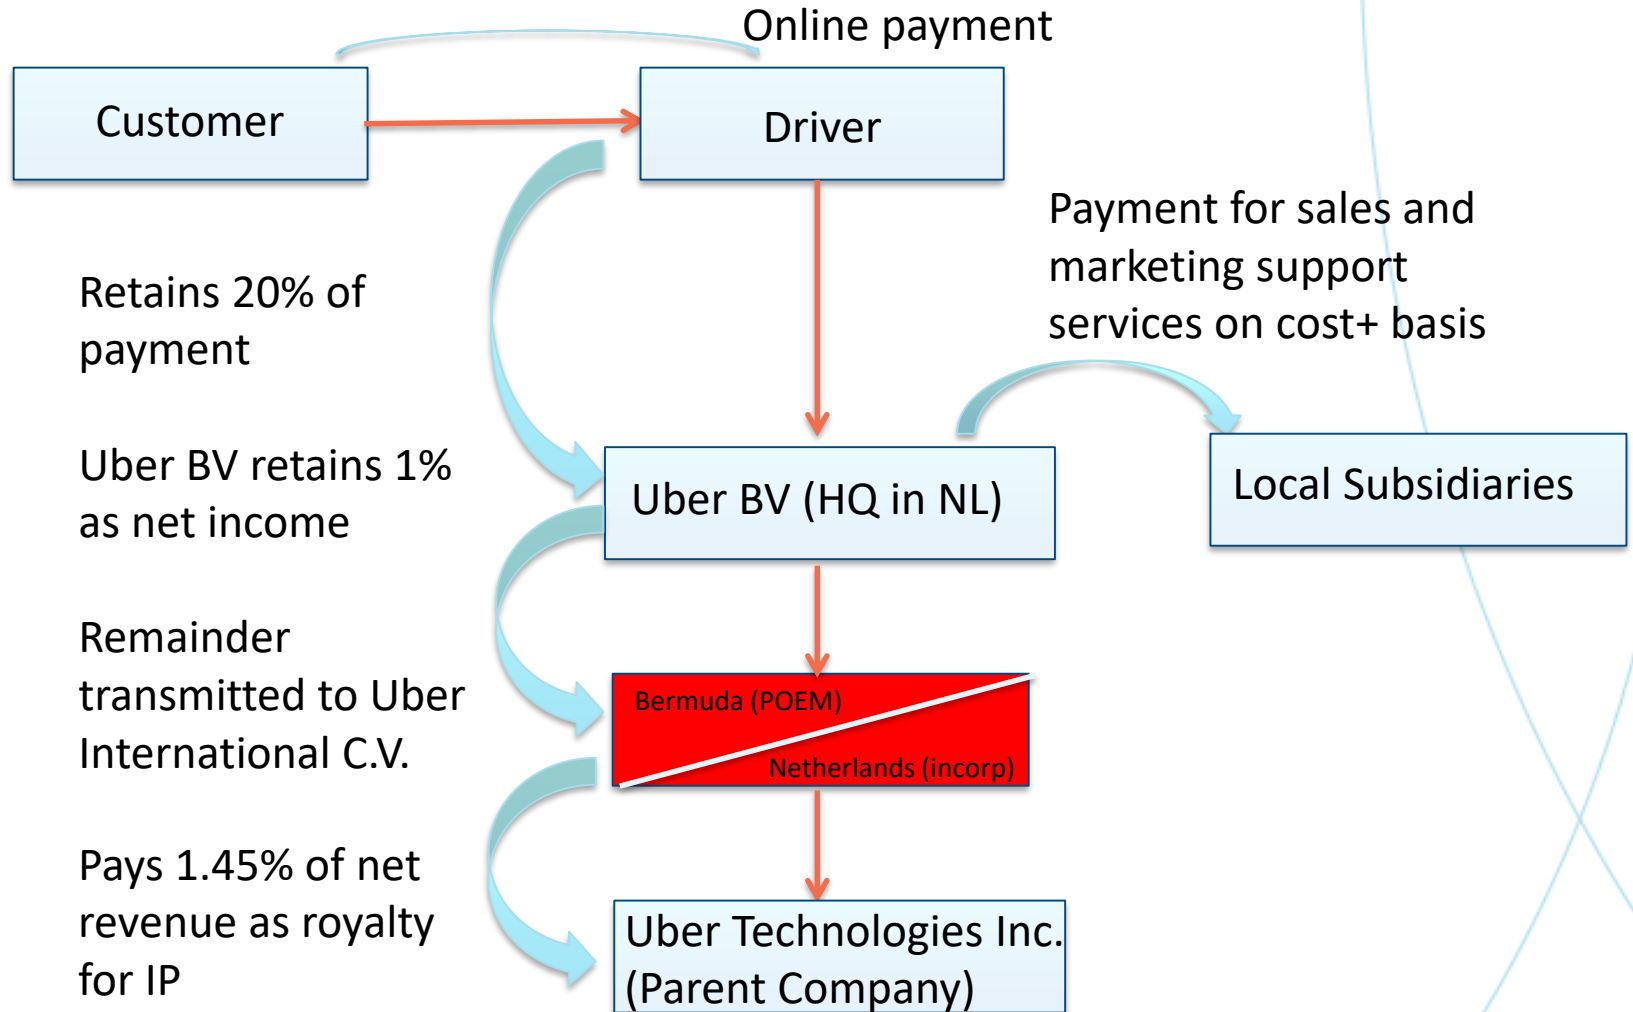 Online payment
Customer
Driver
Payment for sales and
marketing support
services on cost+ basis
Retains 20% of
payment
Uber BV retains 1%
as net income
Uber BV (HQ in NL)
Local Subsidiaries
Remainder
transmitted to Uber
International C.V.
Bermuda (POEM)
Netherlands (incorp)
Pays 1.45% of net
revenue as royalty
for IP
Uber Technologies Inc.
(Parent Company)